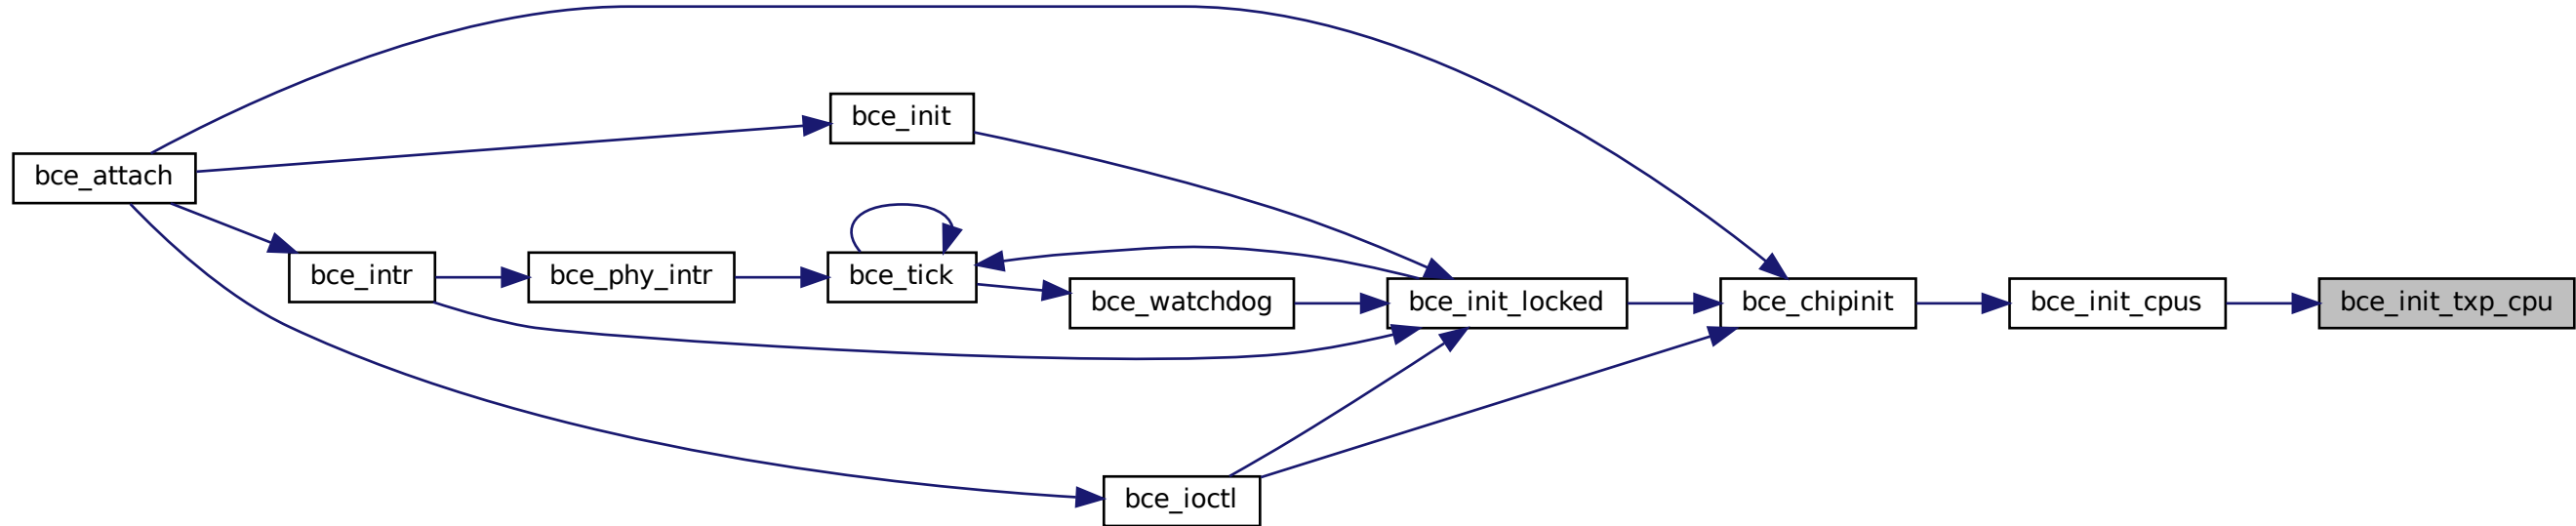 bce_init
bce_attach
bce_intr
bce_phy_intr
bce_tick
bce_watchdog
bce_init_locked
bce_chipinit
bce_init_cpus
bce_init_txp_cpu
bce_ioctl